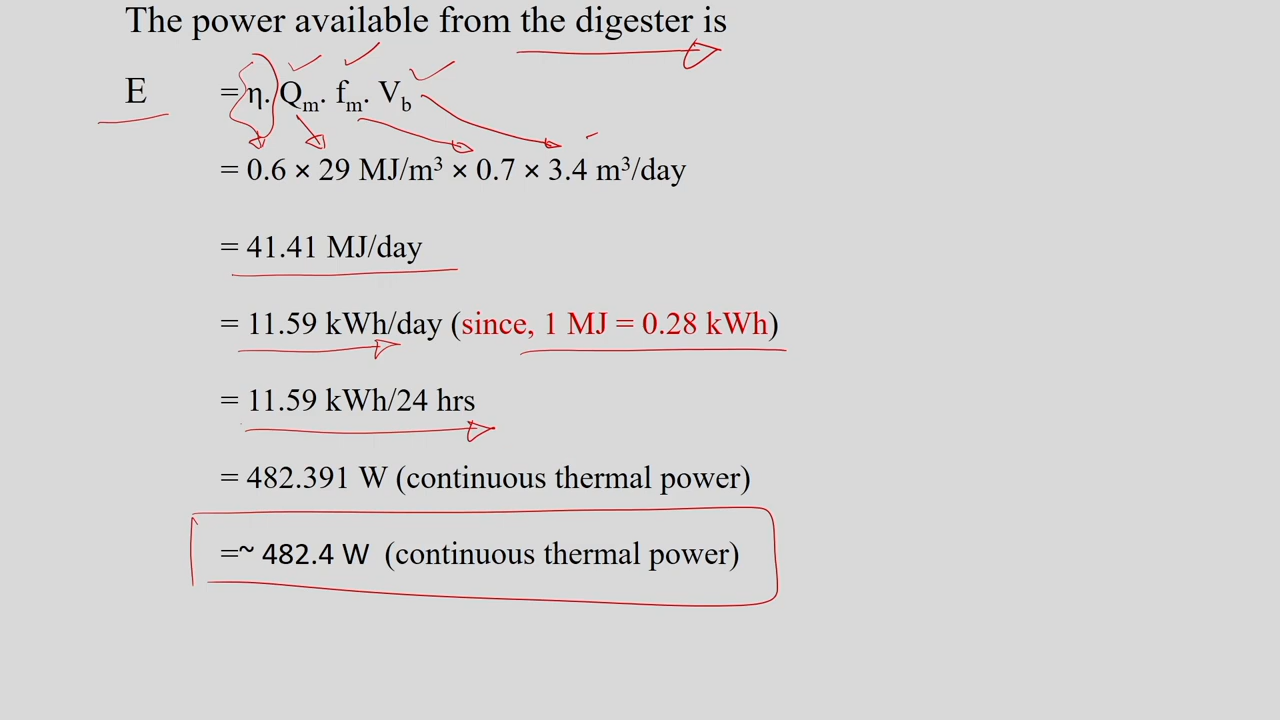 The power available from the digester is
E = η. Qm. fm. Vb
= 0.6 × 29 MJ/m³ × 0.7 × 3.4 m³/day
= 41.41 MJ/day
= 11.59 kWh/day (since, 1 MJ = 0.28 kWh)
= 11.59 kWh/24 hrs
= 482.391 W (continuous thermal power)
=~ 482.4 W (continuous thermal power)